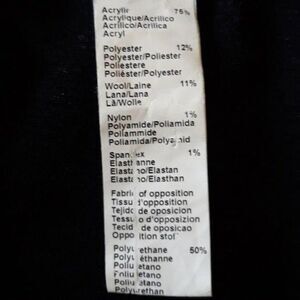 Acrylic 75%
Acrylique/Acrilico
Acrilico/Acrilica
Acryl
Polyester 12%
Polyester/Poliester
Poliestere
Poliéster/Polyester
Wool/Laine 11%
Lana/Lana
Lã/Wolle
Nylon 1%
Polyamide/Poliamida
Poliammide
Poliamida/Polyamid
Spandex 1%
Elasthanne
Elastano/Elastan
Elastano/Elasthan
Fabric of opposition
Tissu d'opposition
Tejido de oposicion
Tessuto d'opposizion
Tecido de oposicao
Opposition stof
Polyurethane 50%
Polyuréthanne
Poliuretano
Poliuretano
Poliuretano
Polyurethan